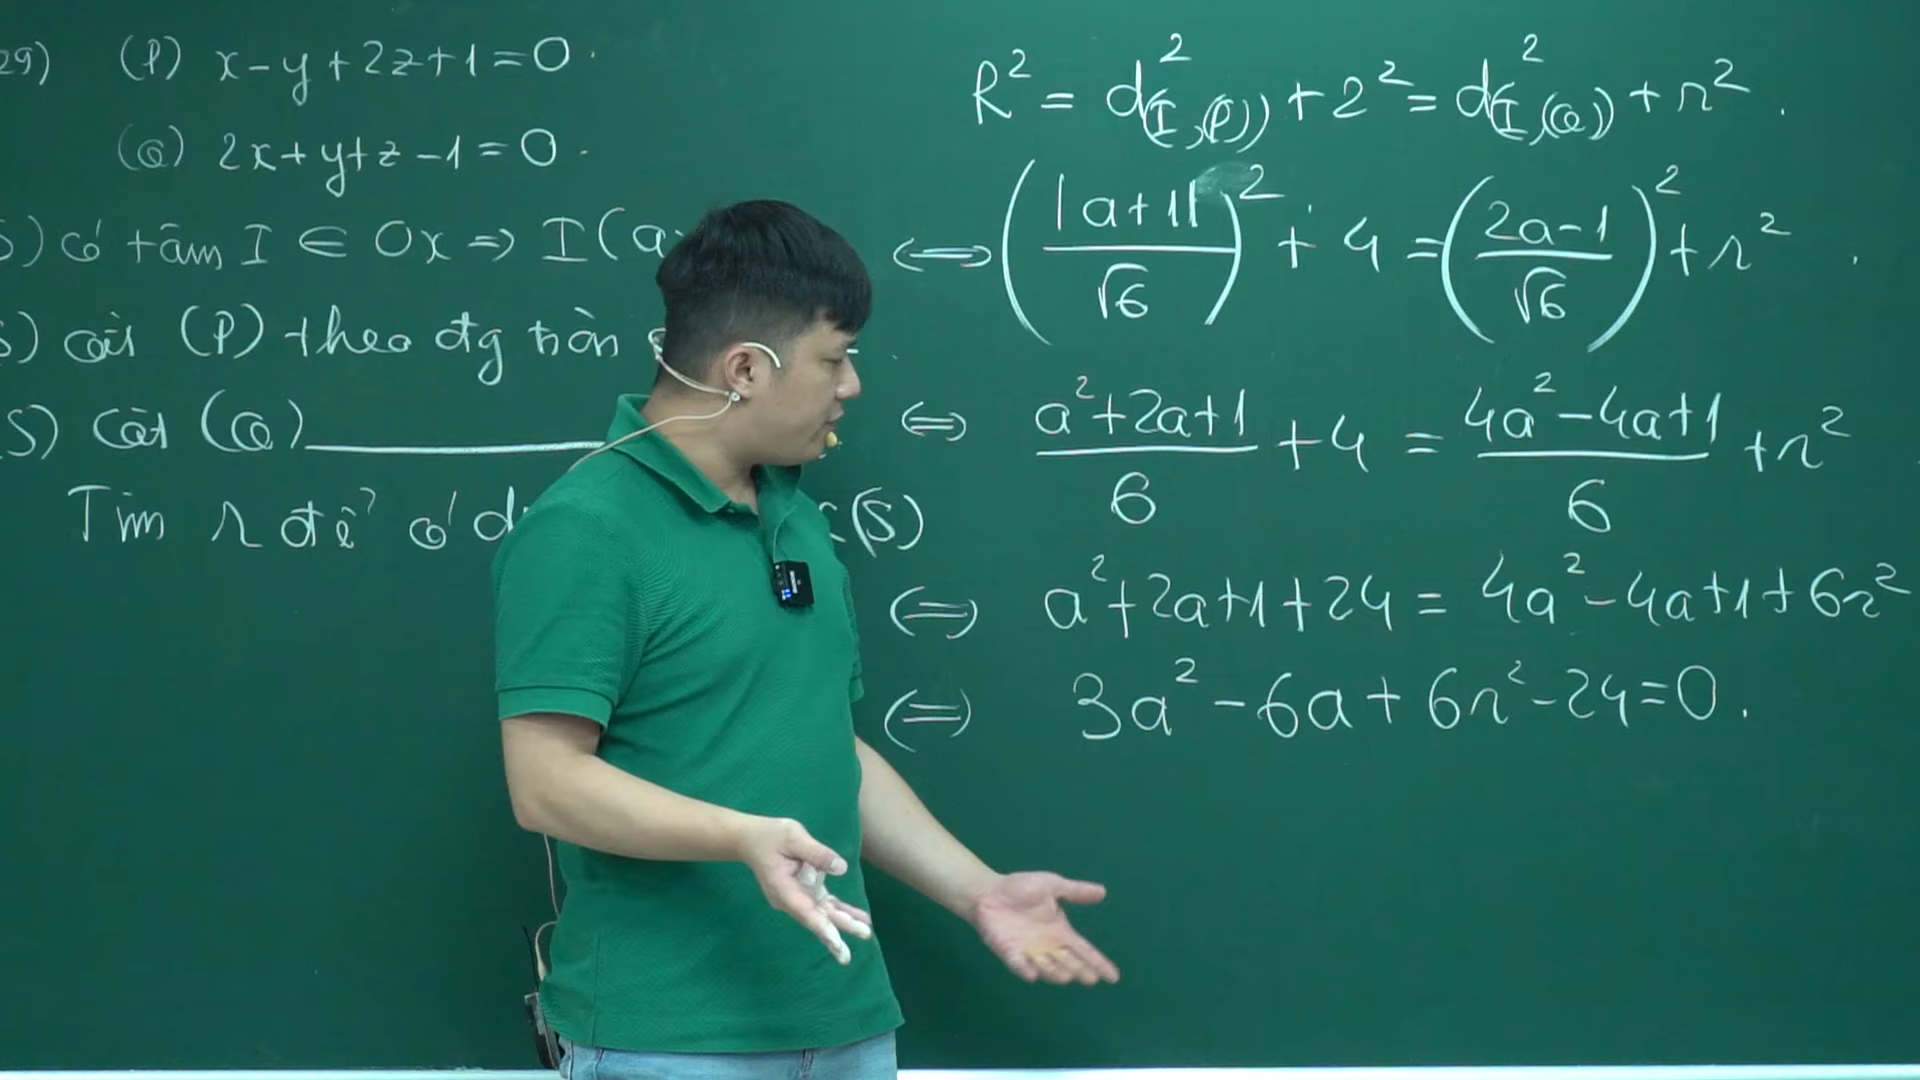 29) (P) x-y+2z+1=0.
(Q) 2x+y+z-1=0.
S) có tâm I ∈ Ox => I(a;
S) cắt (P) theo đg tròn
S) cắt (Q)
Tìm r để có (S)
R² = d²(I,(P)) + 2² = d²(I,(Q)) + r².
<=> (|a+1|/√6)² + 4 = (2a-1/√6)² + r².
<=> a²+2a+1/6 + 4 = 4a²-4a+1/6 + r²
<=> a²+2a+1+24 = 4a²-4a+1+6r²
<=> 3a²-6a+6r²-24=0.